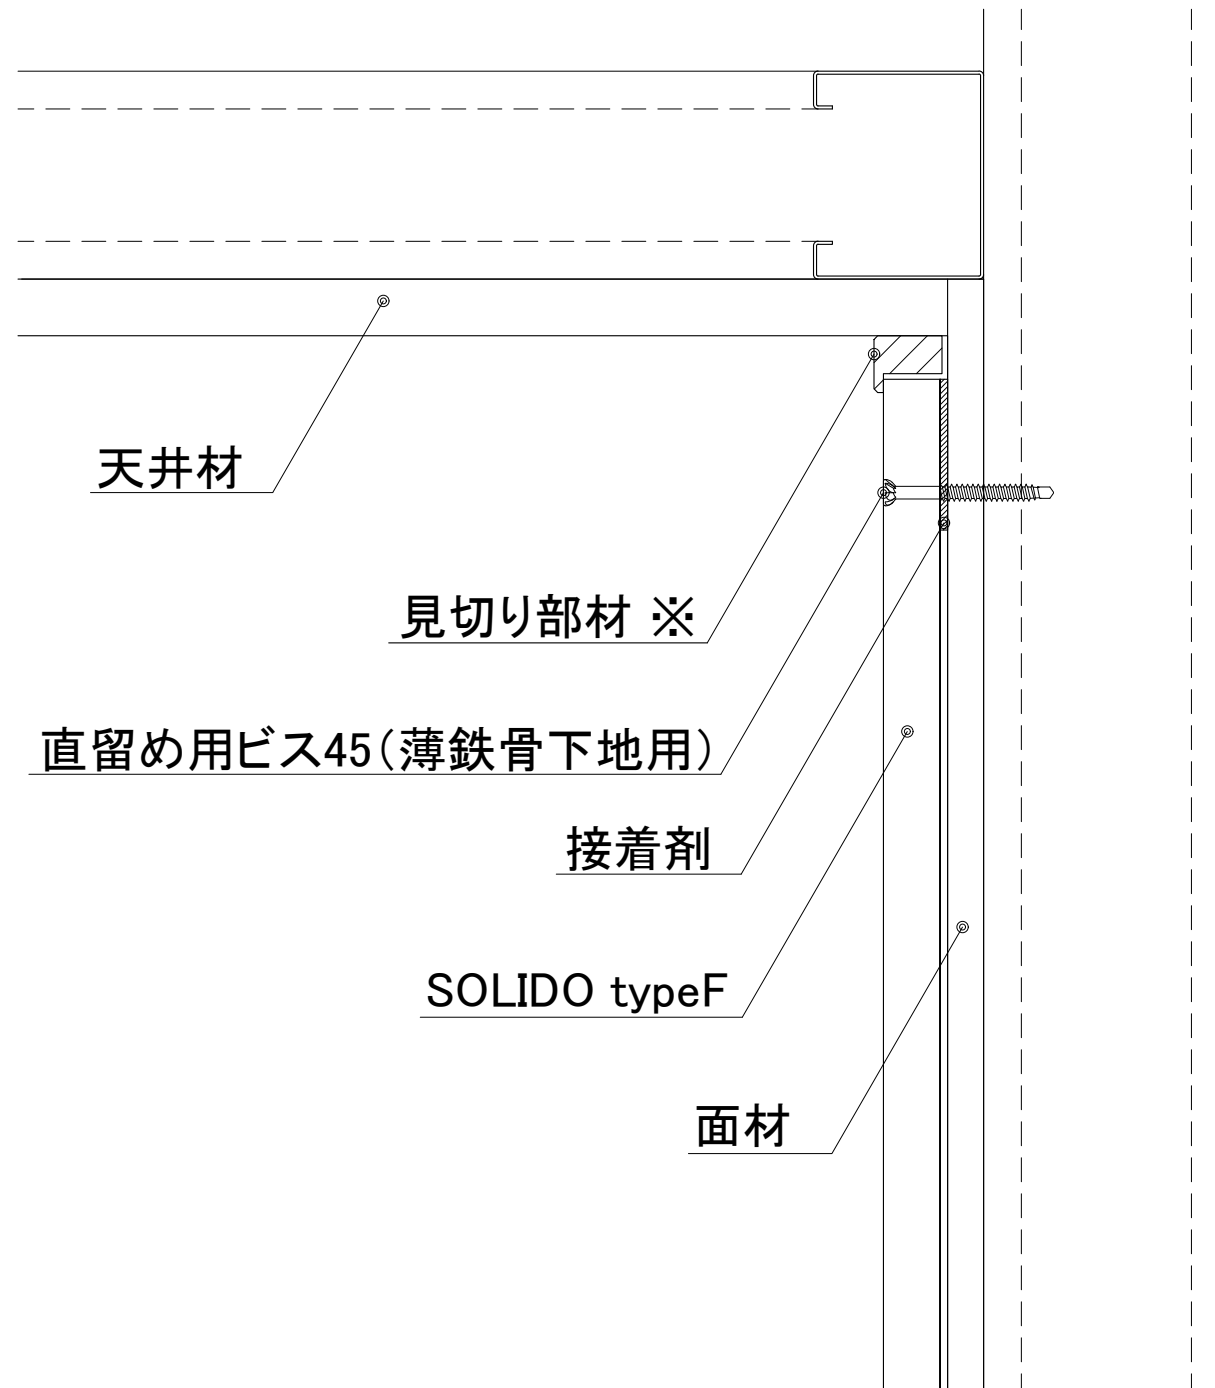 天井材
見切り部材 ※
直留め用ビス45（薄鉄骨下地用）
接着剤
SOLIDO typeF
面材